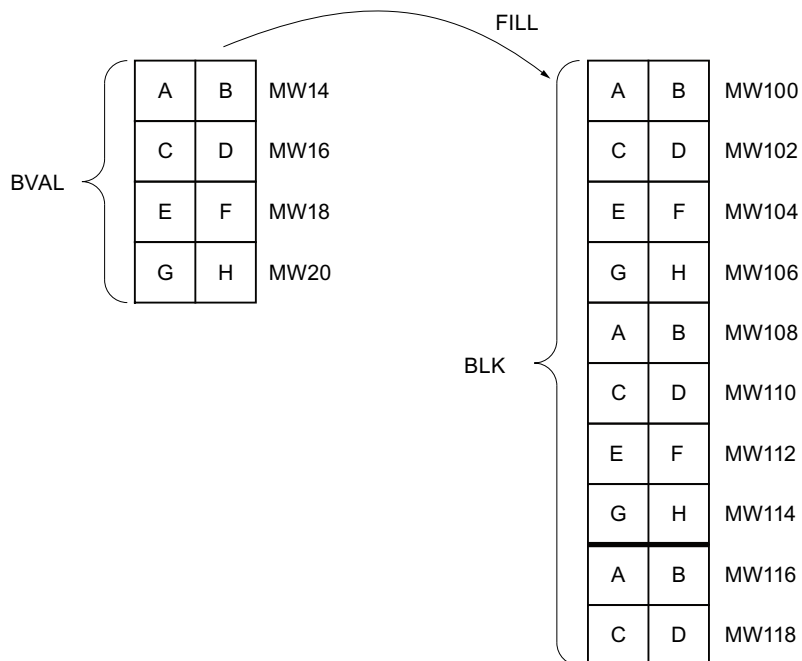 FILL
A B MW14
C D MW16
BVAL
E F MW18
G H MW20
A B MW100
C D MW102
E F MW104
G H MW106
A B MW108
BLK
C D MW110
E F MW112
G H MW114
A B MW116
C D MW118